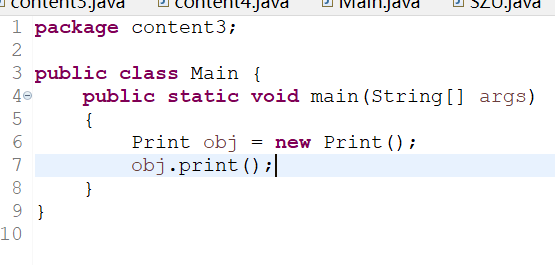 content3.java content4.java Main.java SZU.java
1 package content3;
2
3 public class Main {
4 public static void main(String[] args)
5 {
6 Print obj = new Print();
7 obj.print();
8 }
9 }
10